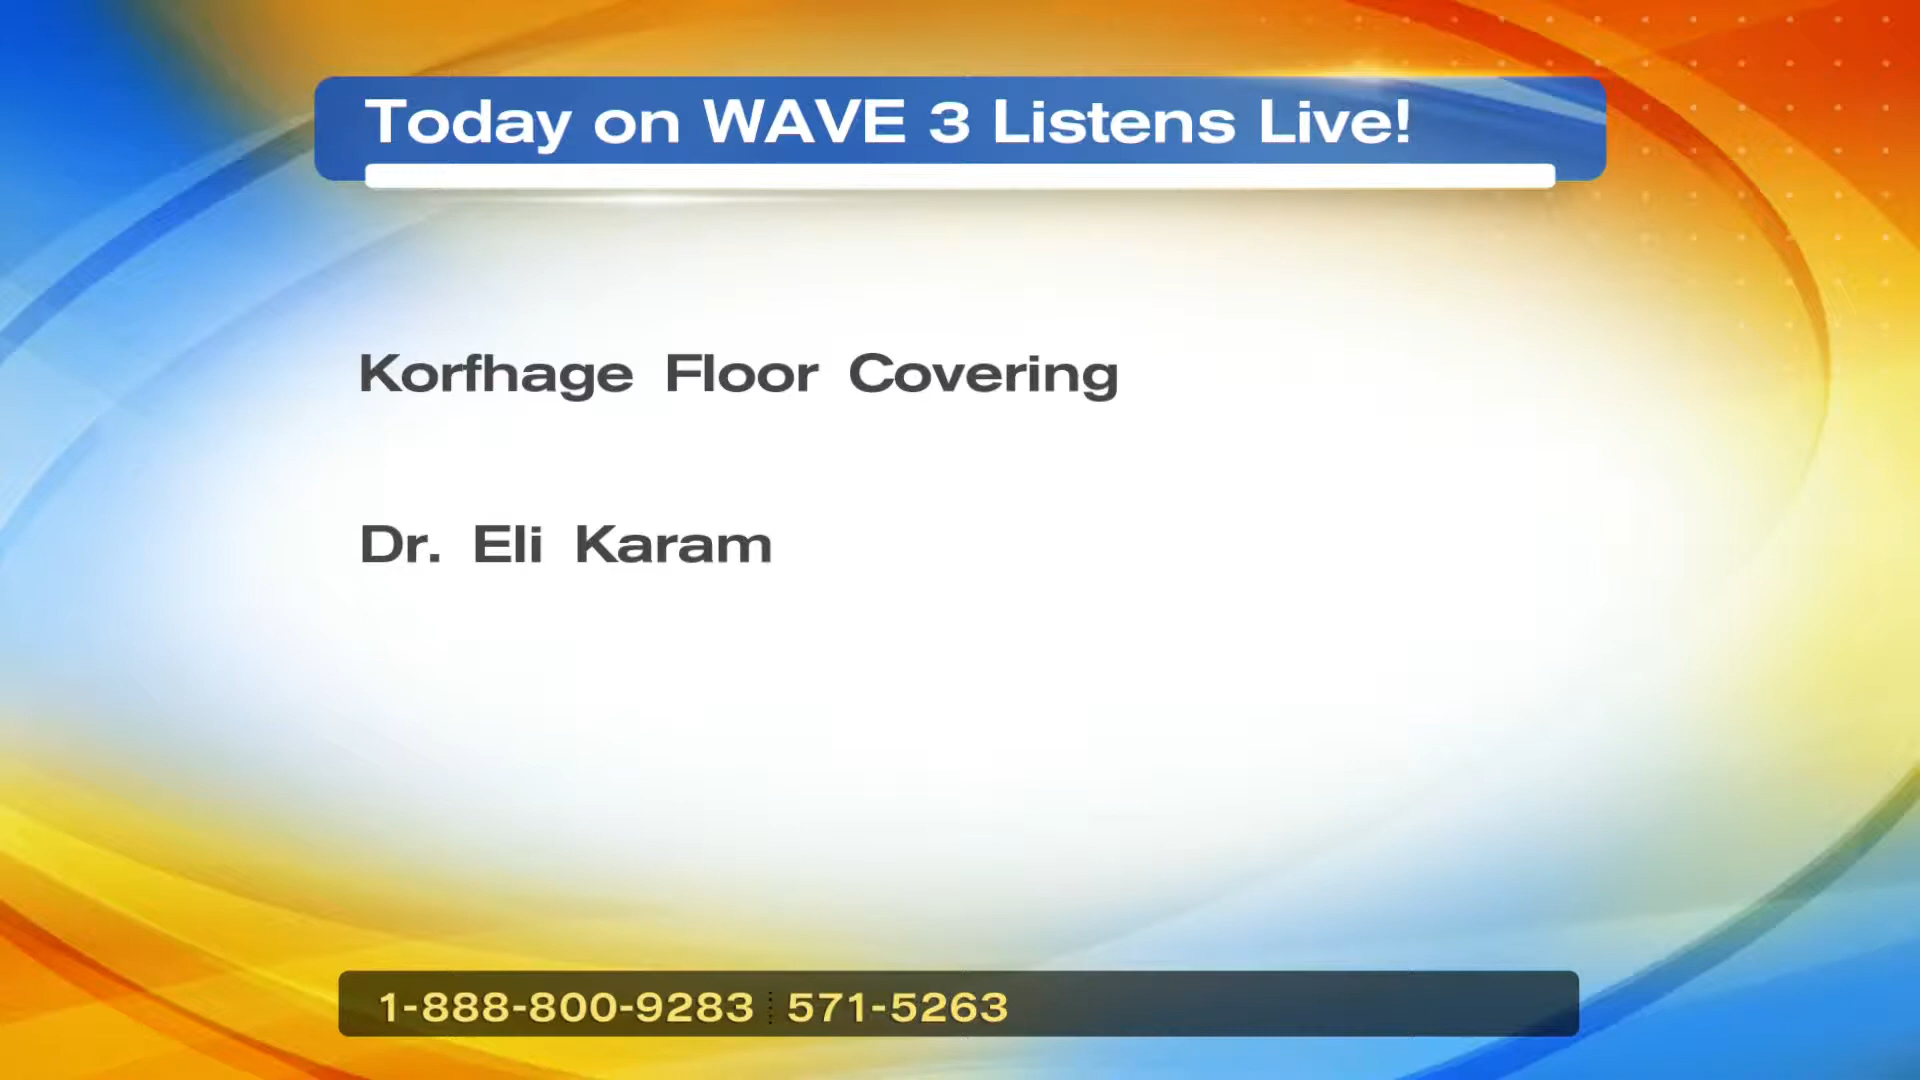 Today on WAVE 3 Listens Live!
Korfhage Floor Covering
Dr. Eli Karam
1-888-800-9283 571-5263